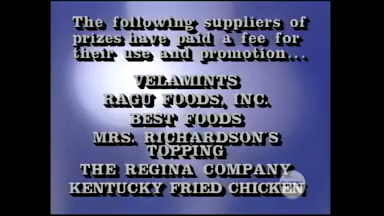 The following suppliers of
prizes have paid a fee for
their use and promotion...
VELAMINTS
RAGU FOODS, INC.
BEST FOODS
MRS. RICHARDSON'S
TOPPING
THE REGINA COMPANY
KENTUCKY FRIED CHICKEN